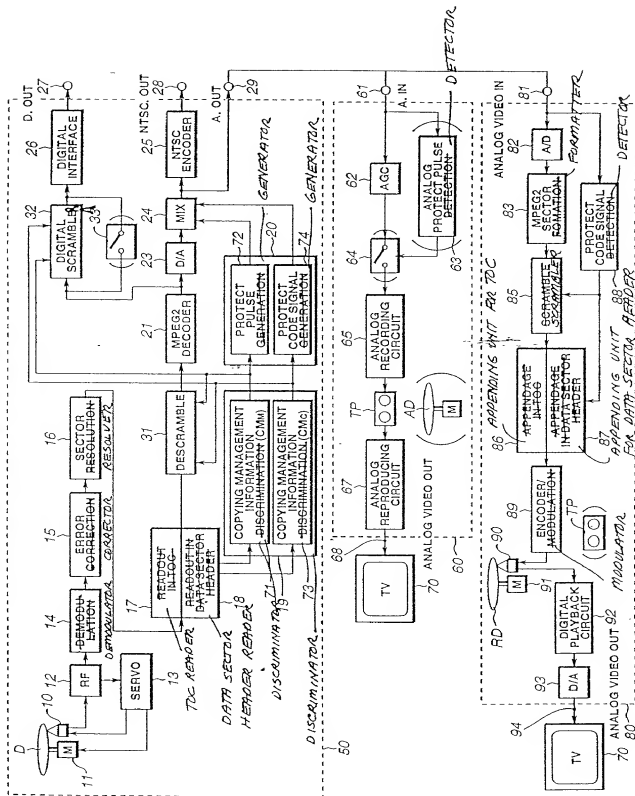 D
10
M
11
12
RF
SERVO
13
14
DEMODU-
LATION
DEMODULATOR
15
ERROR
CORRECTION
CORRECTOR
16
SECTOR
RESOLUTION
RESOLVER
17
READOUT
IN TOC
READOUT IN
DATA SECTOR
HEADER
18
TOC READER
DATA SECTOR
HEADER READER
31
DESCRAMBLE
COPYING MANAGEMENT
INFORMATION
DISCRIMINATION (CMM)
COPYING MANAGEMENT
INFORMATION
DISCRIMINATION (CMC)
71
19
73
DISCRIMINATOR
DISCRIMINATOR
21
MPEG2
DECODER
23
D/A
24
MIX
25
NTSC
ENCODER
28
NTSC. OUT
A. OUT
29
32
DIGITAL
SCRAMBLE
33
26
DIGITAL
INTERFACE
27
D. OUT
72
PROTECT
PULSE
GENERATION
20
74
PROTECT
CODE SIGNAL
GENERATION
GENERATOR
GENERATOR
50
61
A. IN
62
AGC
ANALOG
PROTECT PULSE
DETECTION
63
DETECTOR
64
65
ANALOG
RECORDING
CIRCUIT
TP
AD
M
67
ANALOG
REPRODUCING
CIRCUIT
68
ANALOG VIDEO OUT
TV
70
60
81
ANALOG VIDEO IN
82
A/D
83
MPEG2
SECTOR
FOMATION
FORMATTER
85
SCRAMBLE
SCRAMBLER
PROTECT
CODE SIGNAL
DETECTION
88
DETECTOR
86
APPENDING UNIT FOR TOC
APPENDAGE
IN TOC
APPENDAGE
IN DATA SECTOR
HEADER
87
APPENDING UNIT
FOR DATA SECTOR HEADER
89
ENCODER/
MODULATION
MODULATOR
TP
90
RD
M
91
DIGITAL
PLAYBACK
CIRCUIT
92
93
D/A
94
ANALOG VIDEO OUT
TV
70
80